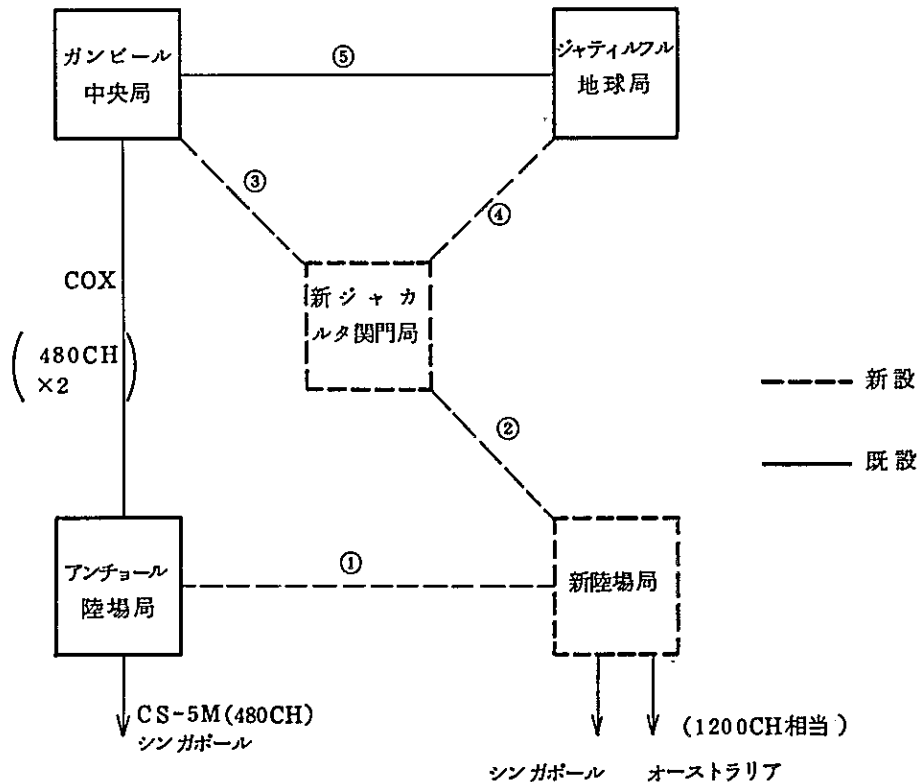 ガンビール
中央局
⑤
ジャティルフル
地球局
③
④
COX
新ジャカ
ルタ関門局
480CH
×2
新設
②
既設
アンチョール
陸場局
①
新陸場局
CS-5M(480CH)
シンガポール
(1200CH相当)
シンガポール
オーストラリア